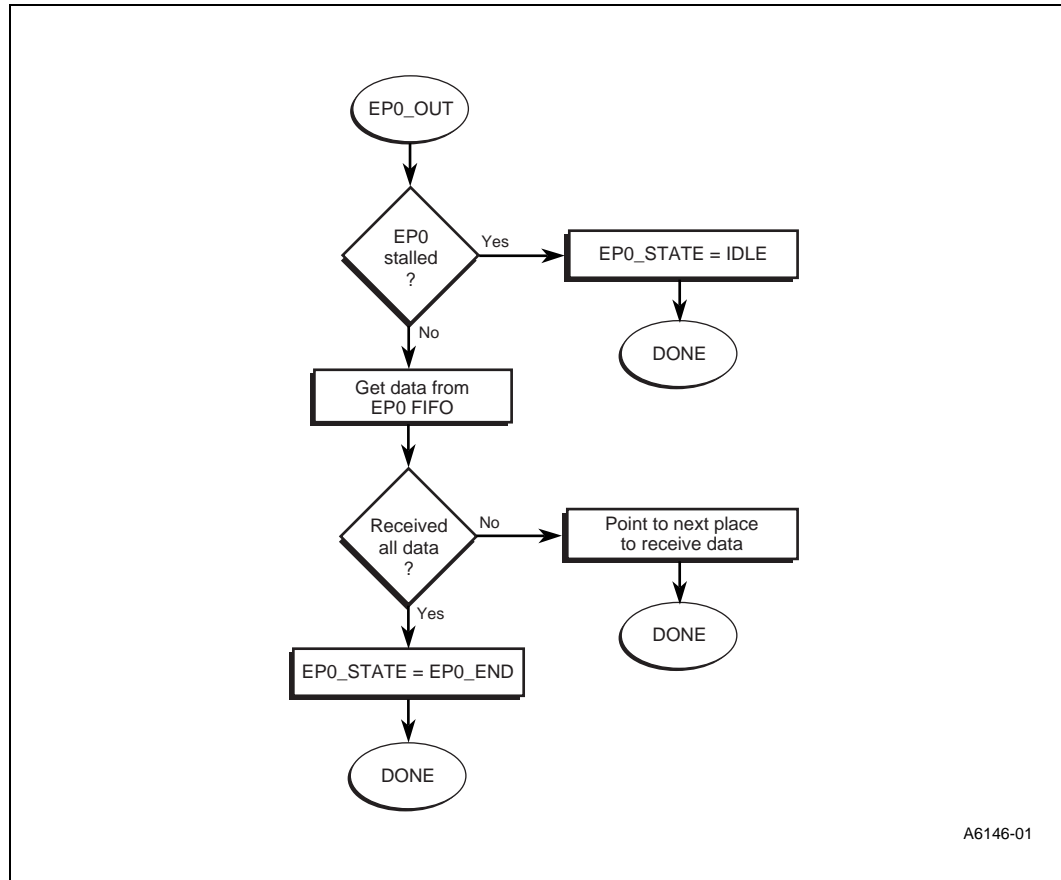 EP0_OUT
EP0
stalled
?
Yes
EP0_STATE = IDLE
DONE
No
Get data from
EP0 FIFO
Received
all data
?
No
Point to next place
to receive data
DONE
Yes
EP0_STATE = EP0_END
DONE
A6146-01